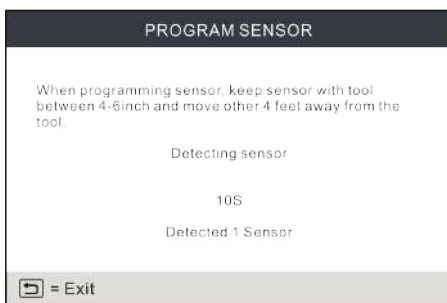 PROGRAM SENSOR
When programming sensor, keep sensor with tool
between 4-6inch and move other 4 feet away from the
tool.
Detecting sensor
10S
Detected 1 Sensor
= Exit